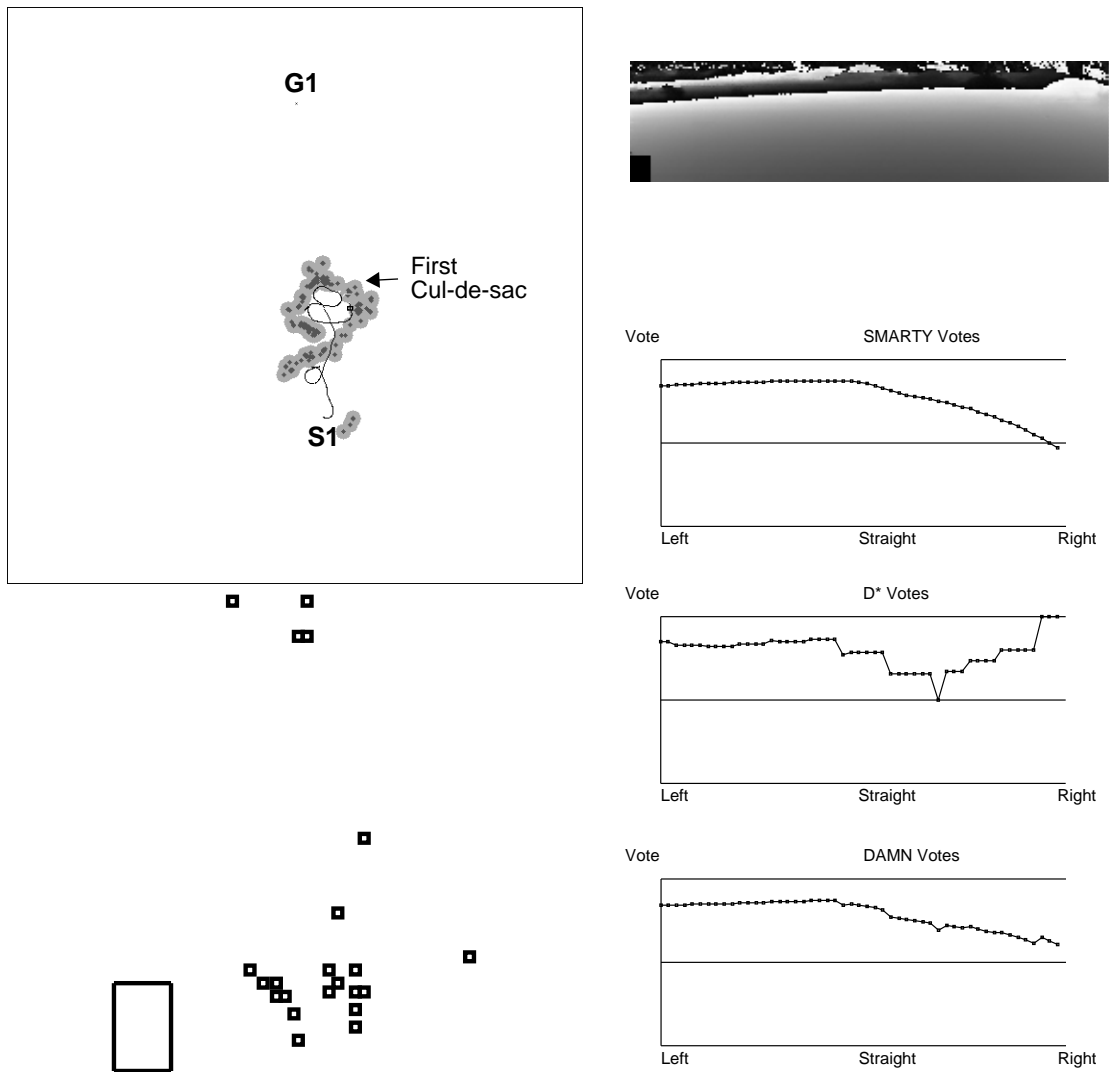 G1
First
Cul-de-sac
S1
Vote
SMARTY Votes
Left
Straight
Right
Vote
D* Votes
Left
Straight
Right
Vote
DAMN Votes
Left
Straight
Right